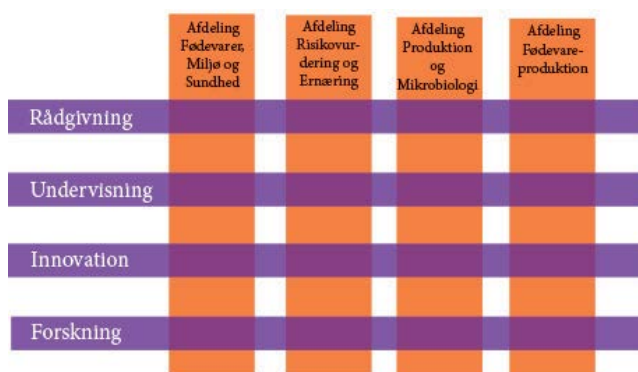 Afdeling
Fødevarer,
Miljø og
Sundhed
Afdeling
Risikovur-
dering og
Ernæring
Afdeling
Produktion
og
Mikrobiologi
Afdeling
Fødevare-
produktion
Rådgivning
Undervisning
Innovation
Forskning